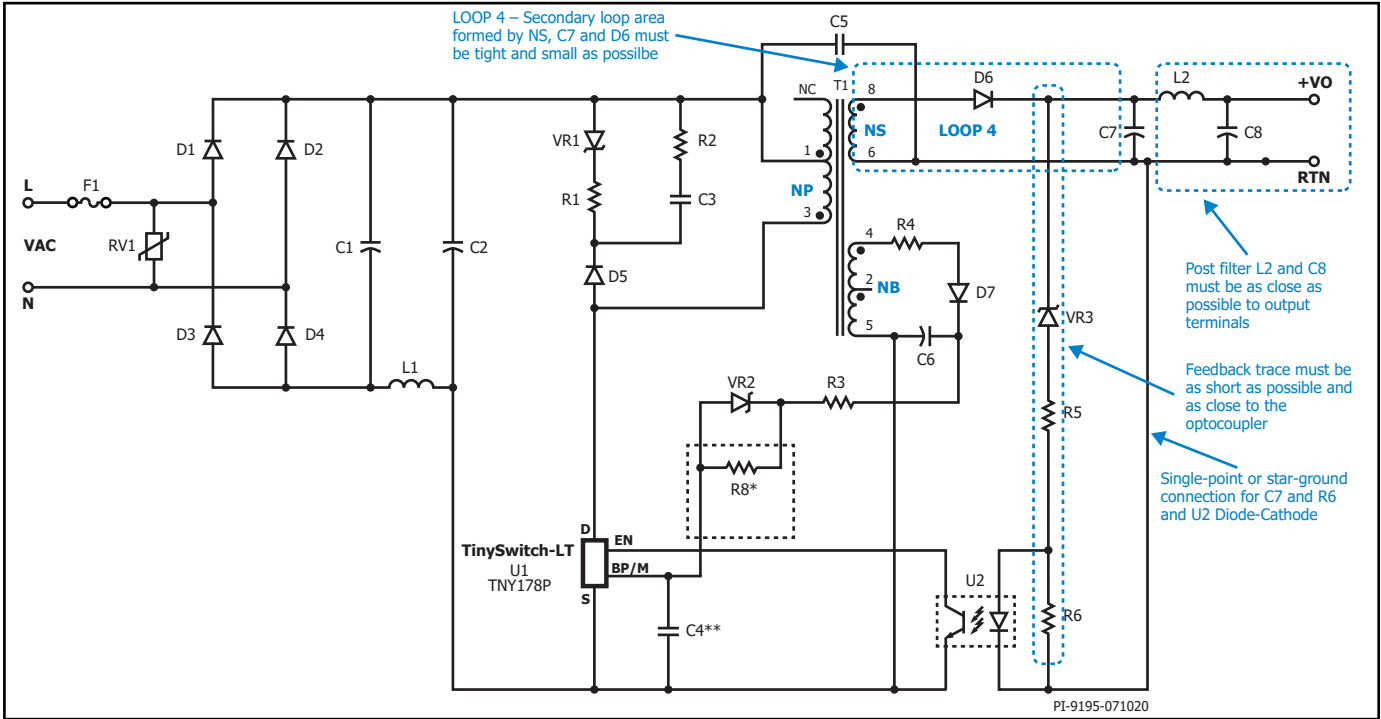 LOOP 4 – Secondary loop area
formed by NS, C7 and D6 must
be tight and small as possilbe
C5
NC
T1
8
D6
L2
+VO
VR1
R2
NS
LOOP 4
C7
C8
D1
D2
1
6
RTN
L
F1
R1
C3
NP
3
R4
VAC
RV1
C1
C2
4
N
D5
2
NB
D7
Post filter L2 and C8
must be as close as
possible to output
terminals
D3
D4
5
C6
VR3
L1
VR2
R3
Feedback trace must be
as short as possible and
as close to the
optocoupler
R5
R8*
Single-point or star-ground
connection for C7 and R6
and U2 Diode-Cathode
D
EN
TinySwitch-LT
U1
TNY178P
BP/M
S
U2
C4**
R6
PI-9195-071020